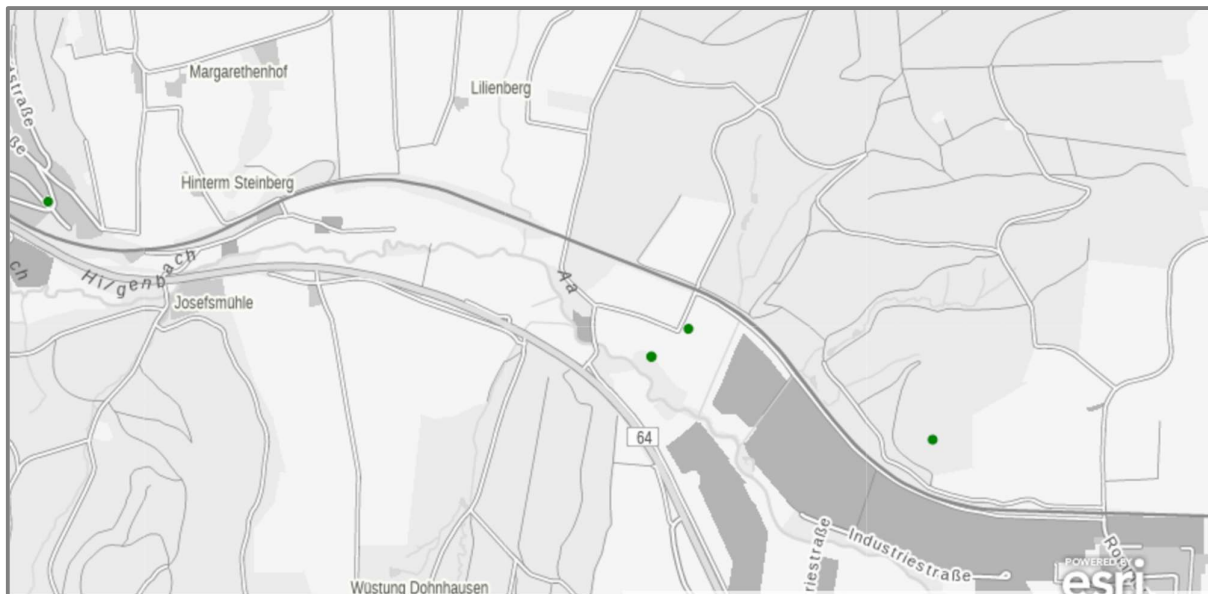 Margarethenhof
Lilienberg
Hinterm Steinberg
Hilgenbach
Josefsmühle
Aa
64
Industriestraße
Wüstung Dohnhausen
POWERED BY
esri